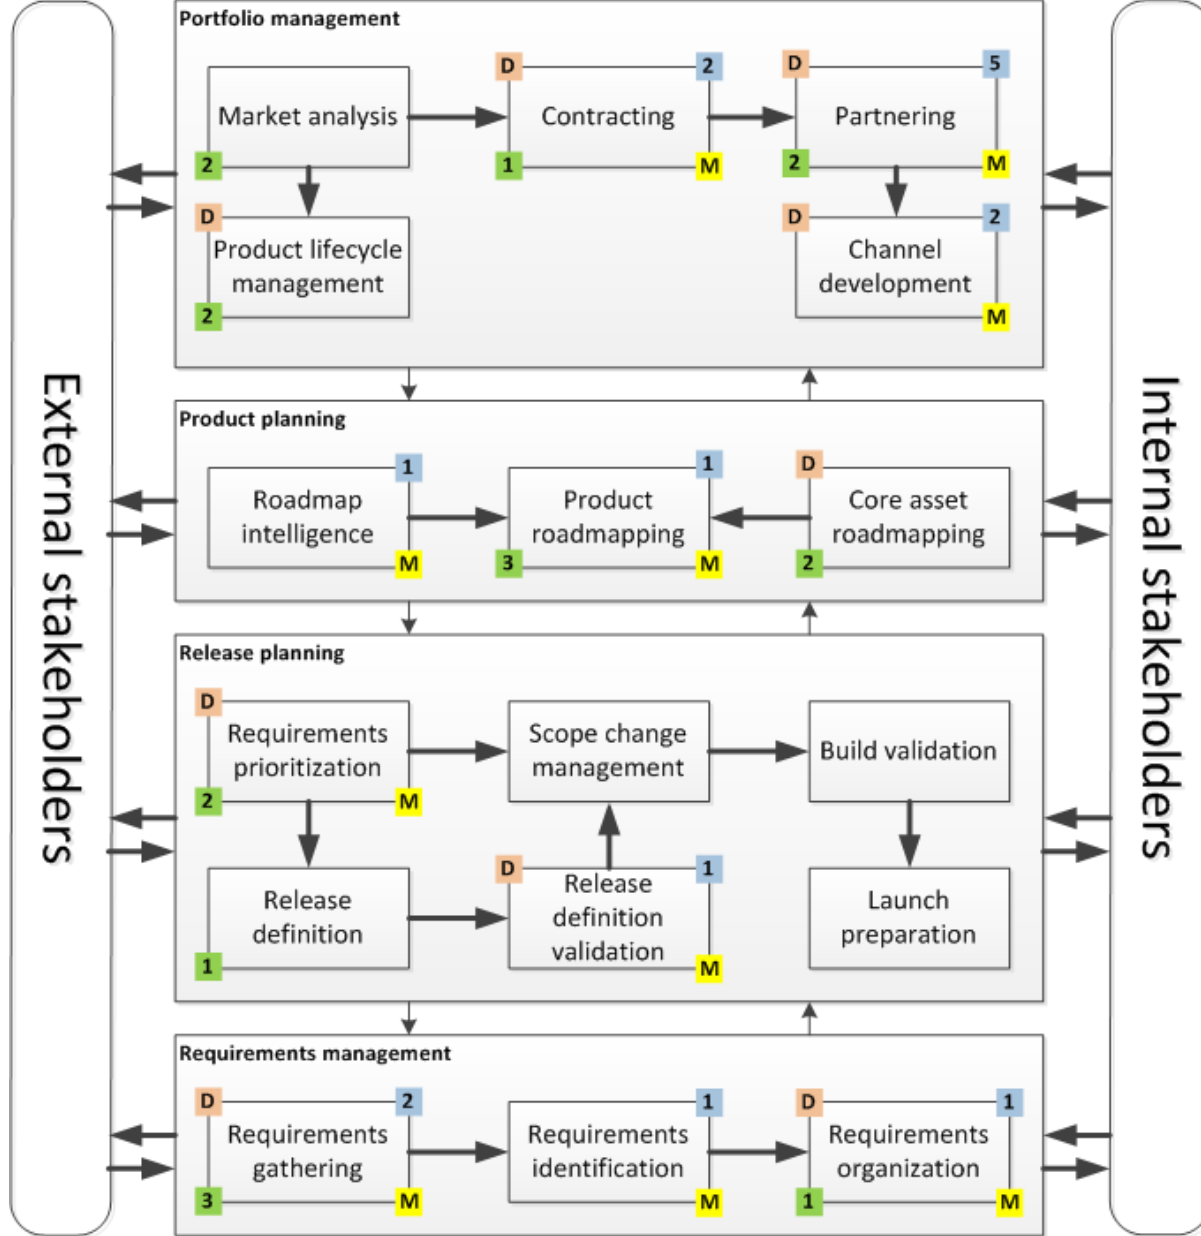 External stakeholders
Internal stakeholders
Portfolio management
D
2
D
5
Market analysis
Contracting
Partnering
2
1
M
2
M
D
D
2
Product lifecycle
management
Channel
development
2
M
Product planning
1
1
D
Roadmap
intelligence
Product
roadmapping
Core asset
roadmapping
M
3
M
2
Release planning
D
Requirements
prioritization
Scope change
management
Build validation
2
M
D
1
Release
definition
Release
definition
validation
Launch
preparation
1
M
Requirements management
D
2
1
D
1
Requirements
gathering
Requirements
identification
Requirements
organization
3
M
M
1
M